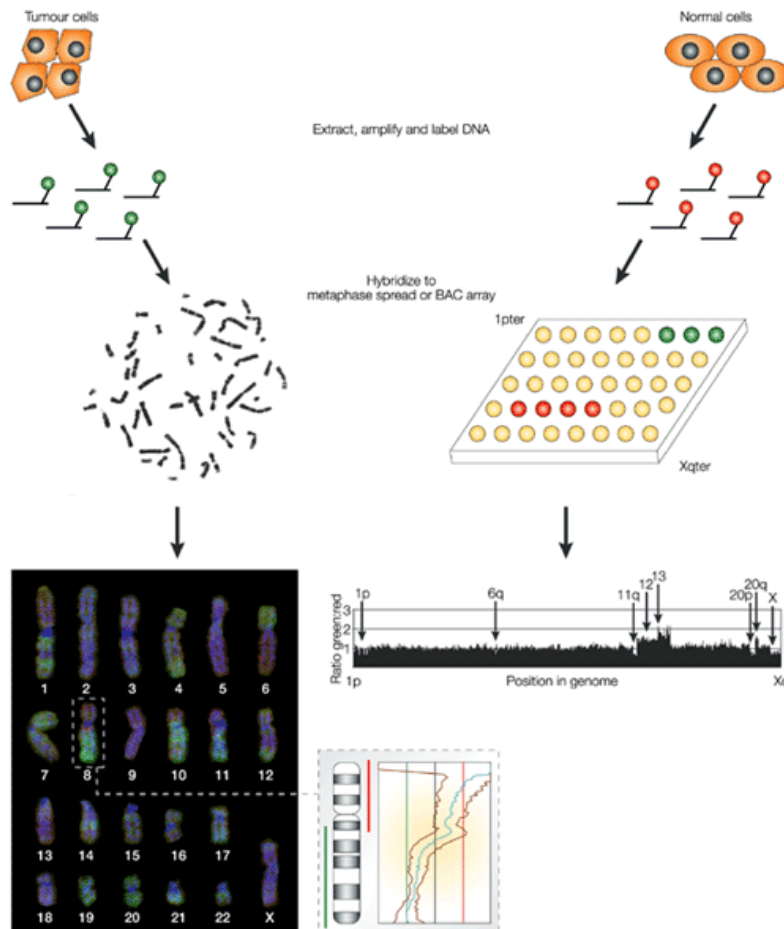 Tumour cells
Normal cells
Extract, amplify and label DNA
Hybridize to
metaphase spread or BAC array
1pter
Xqter
1p
6q
11q
12
13
20p
20q
X
Ratio green:red
3
2
1
1p
Position in genome
1 2 3 4 5 6
7 8 9 10 11 12
13 14 15 16 17
18 19 20 21 22 X